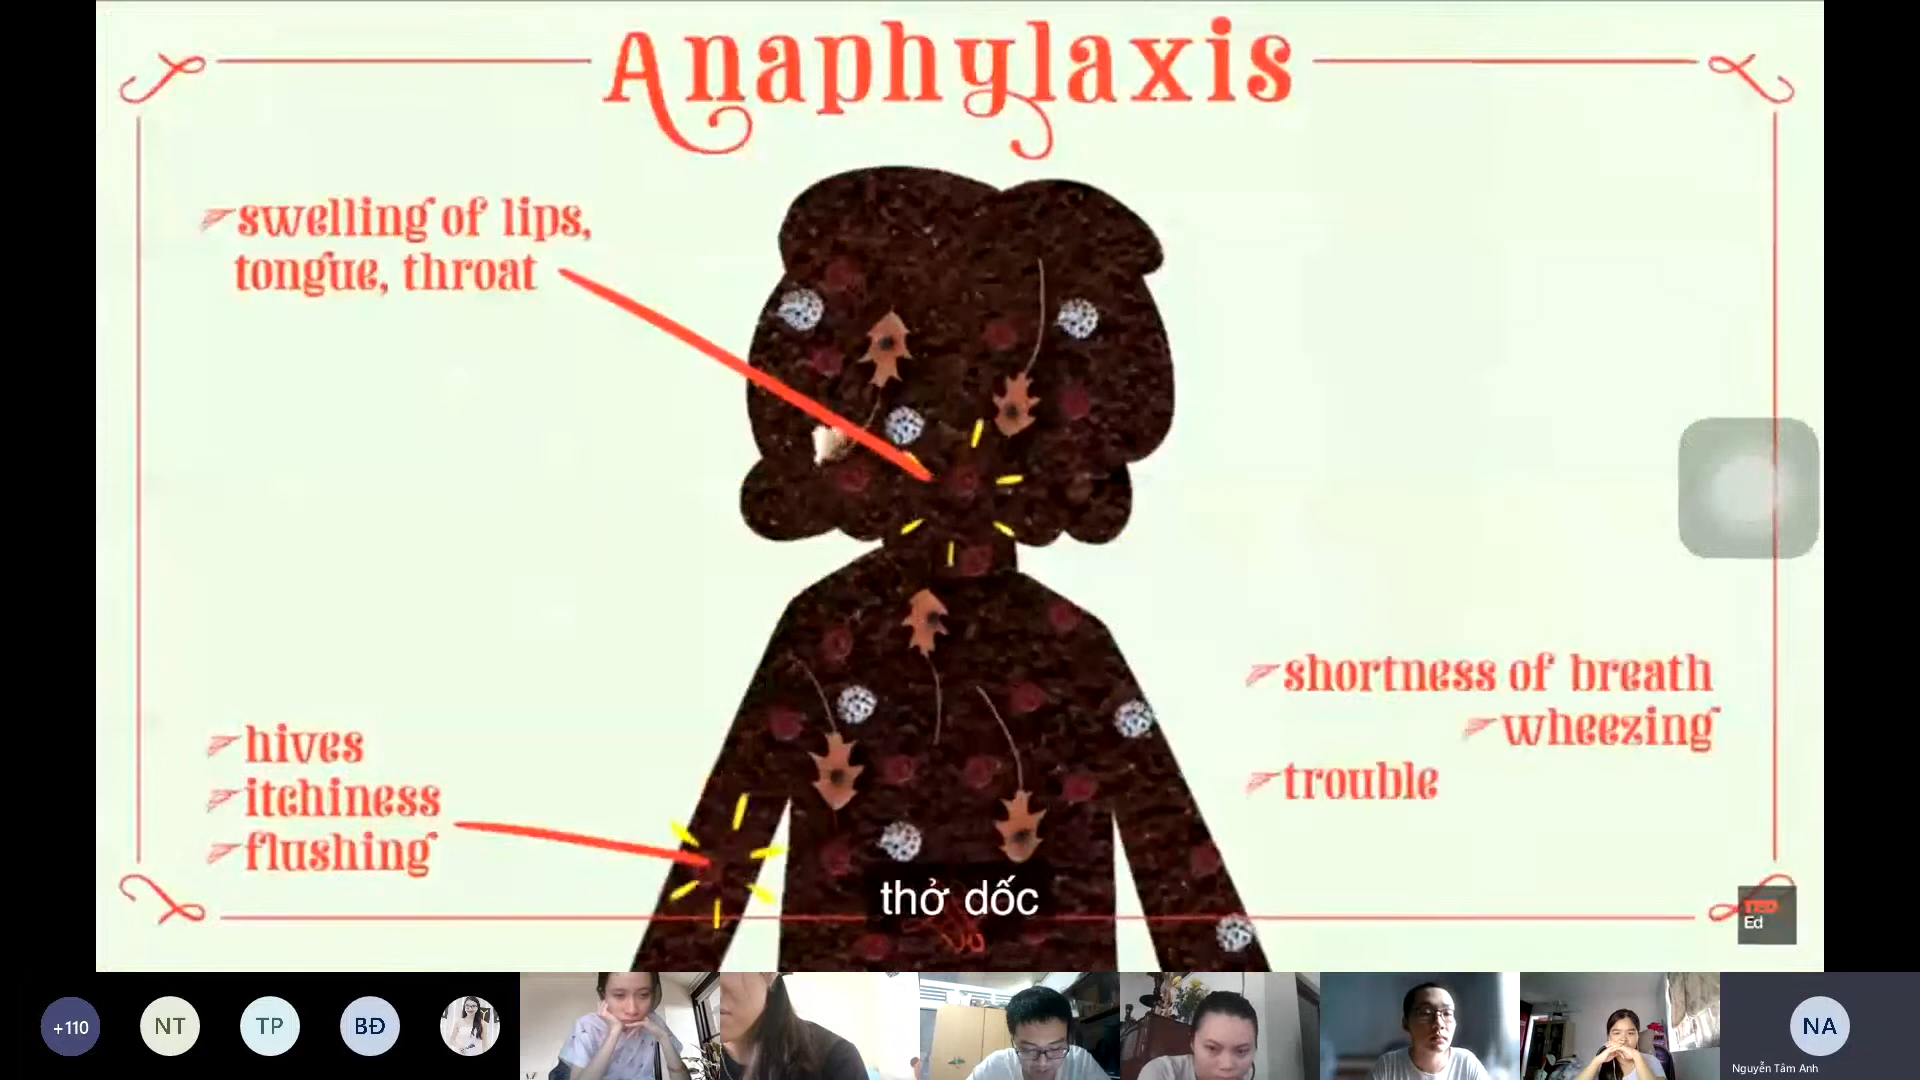 Anaphylaxis
swelling of lips,
tongue, throat
hives
itchiness
flushing
shortness of breath
wheezing
trouble
thở dốc
TED
Ed
+110
NT
TP
BĐ
NA
Nguyễn Tâm Anh